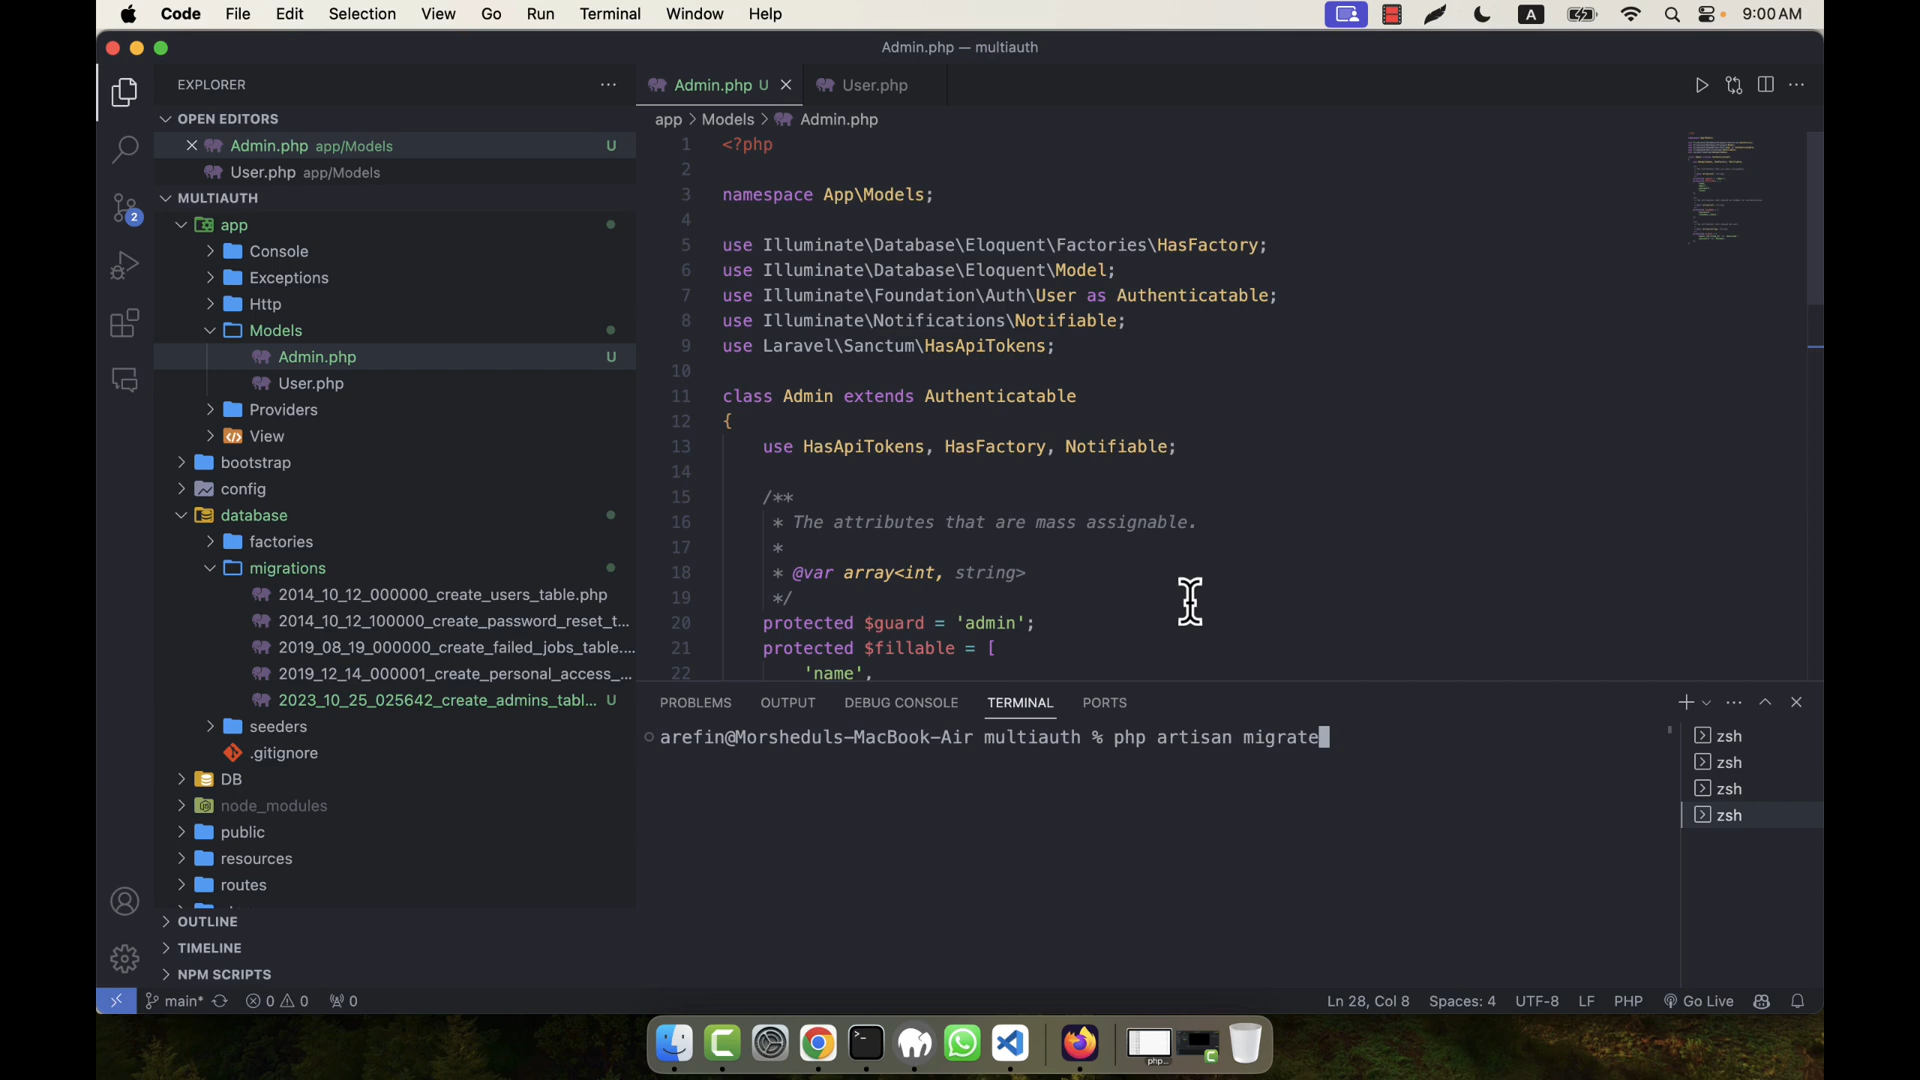 Code File Edit Selection View Go Run Terminal Window Help
A
9:00 AM
Admin.php — multiauth
EXPLORER
OPEN EDITORS
Admin.php app/Models U
User.php app/Models
MULTIAUTH
app
Console
Exceptions
Http
Models
Admin.php U
User.php
Providers
View
bootstrap
config
database
factories
migrations
2014_10_12_000000_create_users_table.php
2014_10_12_100000_create_password_reset_t...
2019_08_19_000000_create_failed_jobs_table....
2019_12_14_000001_create_personal_access_...
2023_10_25_025642_create_admins_tabl... U
seeders
.gitignore
DB
node_modules
public
resources
routes
OUTLINE
TIMELINE
NPM SCRIPTS
2
Admin.php U
User.php
app > Models > Admin.php
1 <?php
2
3 namespace App\Models;
4
5 use Illuminate\Database\Eloquent\Factories\HasFactory;
6 use Illuminate\Database\Eloquent\Model;
7 use Illuminate\Foundation\Auth\User as Authenticatable;
8 use Illuminate\Notifications\Notifiable;
9 use Laravel\Sanctum\HasApiTokens;
10
11 class Admin extends Authenticatable
12 {
13 use HasApiTokens, HasFactory, Notifiable;
14
15 /**
16 * The attributes that are mass assignable.
17 *
18 * @var array<int, string>
19 */
20 protected $guard = 'admin';
21 protected $fillable = [
22 'name',
PROBLEMS OUTPUT DEBUG CONSOLE TERMINAL PORTS
arefin@Morsheduls-MacBook-Air multiauth % php artisan migrate
zsh
zsh
zsh
zsh
main* 0 0 0
Ln 28, Col 8 Spaces: 4 UTF-8 LF PHP Go Live
php...